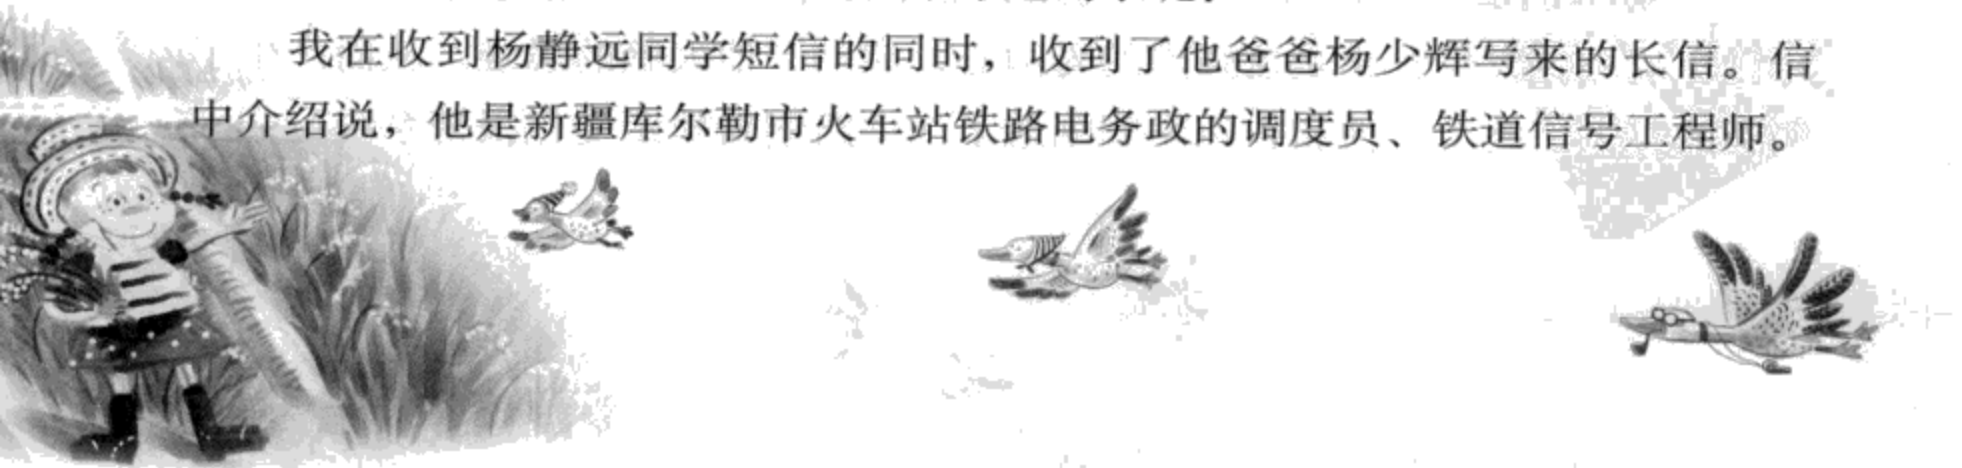 我在收到杨静远同学短信的同时，收到了他爸爸杨少辉写来的长信。信
中介绍说，他是新疆库尔勒市火车站铁路电务政的调度员、铁道信号工程师。